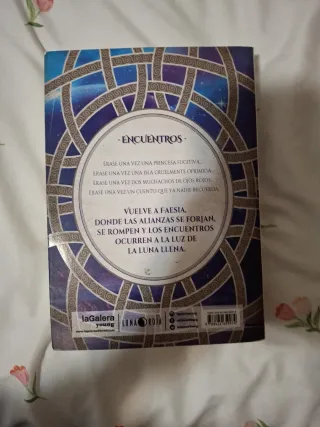 -ENCUENTROS-
ÉRASE UNA VEZ UNA PRINCESA FUGITIVA.
ÉRASE UNA VEZ UNA ISLA CRUELMENTE OPRIMIDA.
ÉRASE UNA VEZ DOS MUCHACHOS DE OJOS ROJOS.
ÉRASE UNA VEZ UN CUENTO QUE YA NADIE RECUERDA.
VUELVE A FAESIA,
DONDE LAS ALIANZAS SE FORJAN,
SE ROMPEN Y LOS ENCUENTROS
OCURREN A LA LUZ DE
LA LUNA LLENA.
laGalera
young
LUNA ROJA